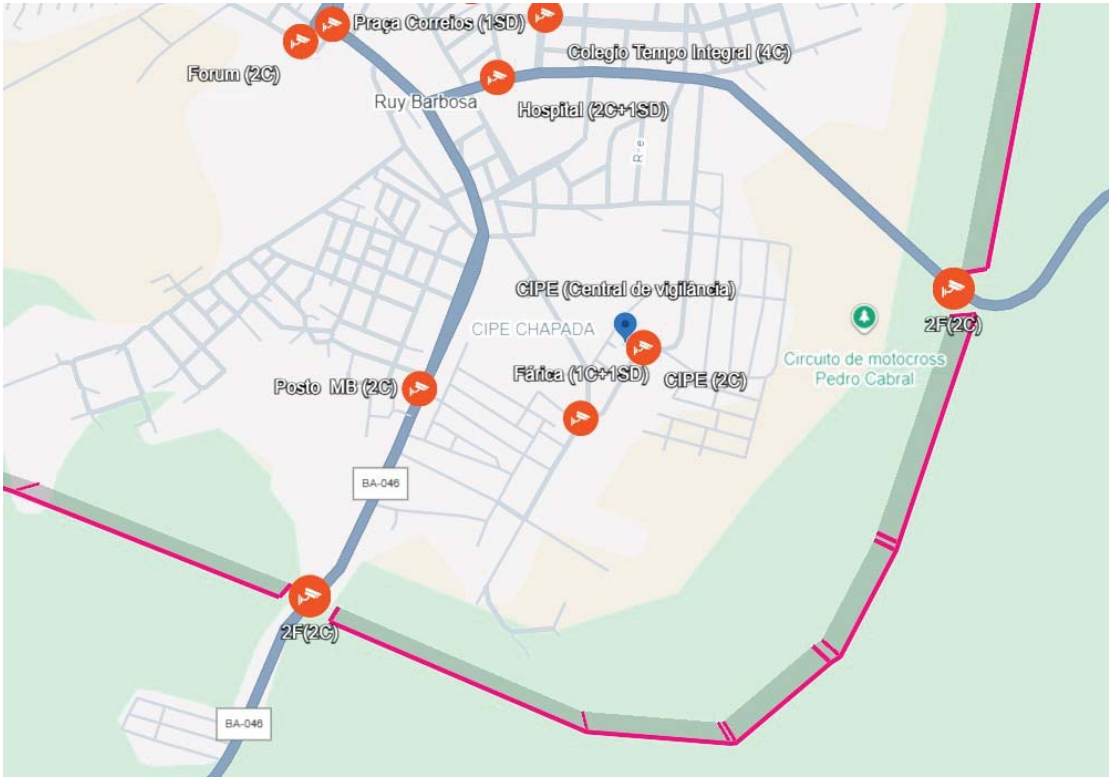 Praça Correios (1SD)
Forum (2C)
Colegio Tempo Integral (4C)
Ruy Barbosa
Hospital (2C+1SD)
R-e
CIPE (Central de vigilância)
CIPE CHAPADA
2F(2C)
Circuito de motocross
Pedro Cabral
Fárica (1C+1SD)
CIPE (2C)
Posto MB (2C)
BA-046
2F(2C)
BA-046